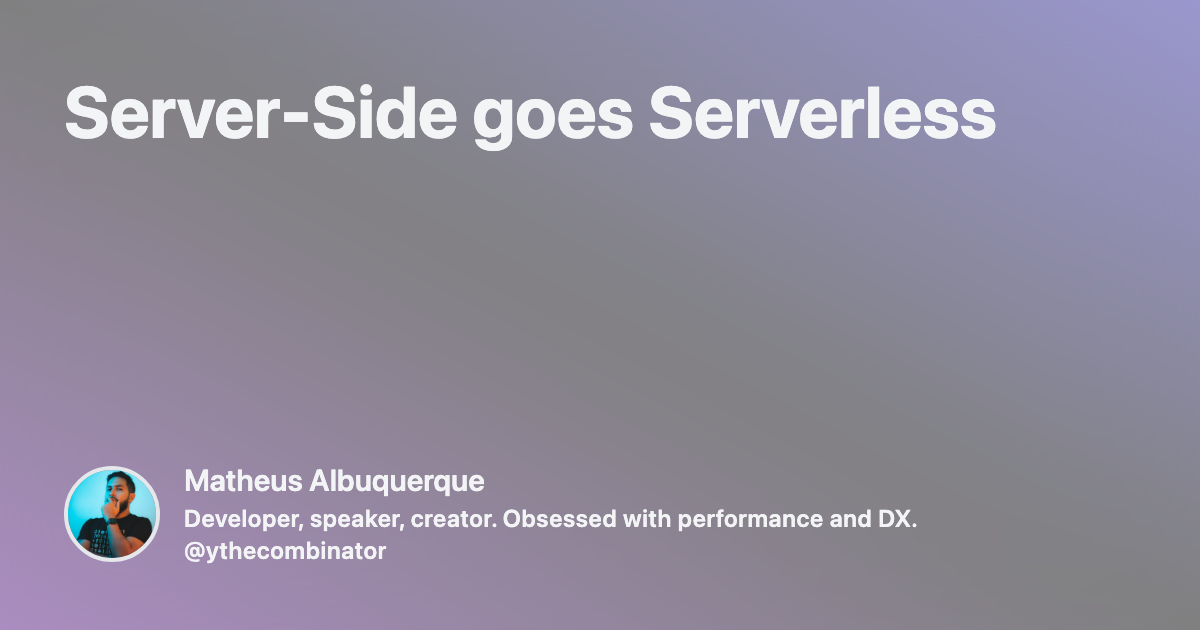 Server-Side goes Serverless
Matheus Albuquerque
Developer, speaker, creator. Obsessed with performance and DX.
@ythecombinator